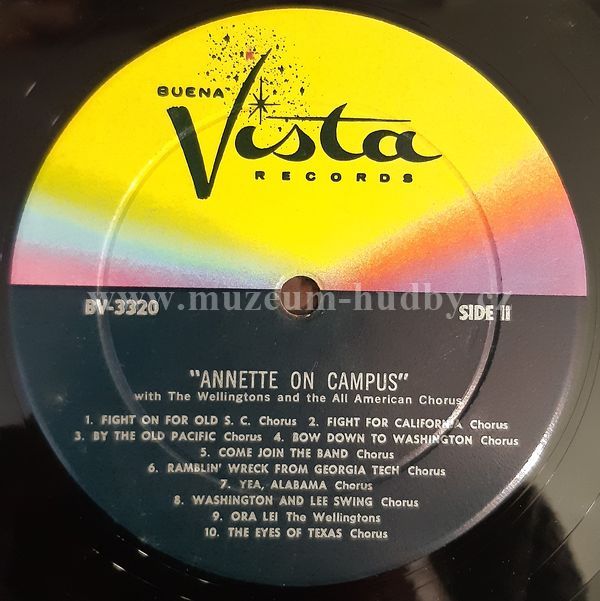 BUENA
Vista
RECORDS
www.muzeum-hudby.cz
BV-3320 SIDE II
"ANNETTE ON CAMPUS"
with The Wellingtons and the All American Chorus
1. FIGHT ON FOR OLD S. C. Chorus 2. FIGHT FOR CALIFORNIA Chorus
3. BY THE OLD PACIFIC Chorus 4. BOW DOWN TO WASHINGTON Chorus
5. COME JOIN THE BAND Chorus
6. RAMBLIN' WRECK FROM GEORGIA TECH Chorus
7. YEA, ALABAMA Chorus
8. WASHINGTON AND LEE SWING Chorus
9. ORA LEI The Wellingtons
10. THE EYES OF TEXAS Chorus